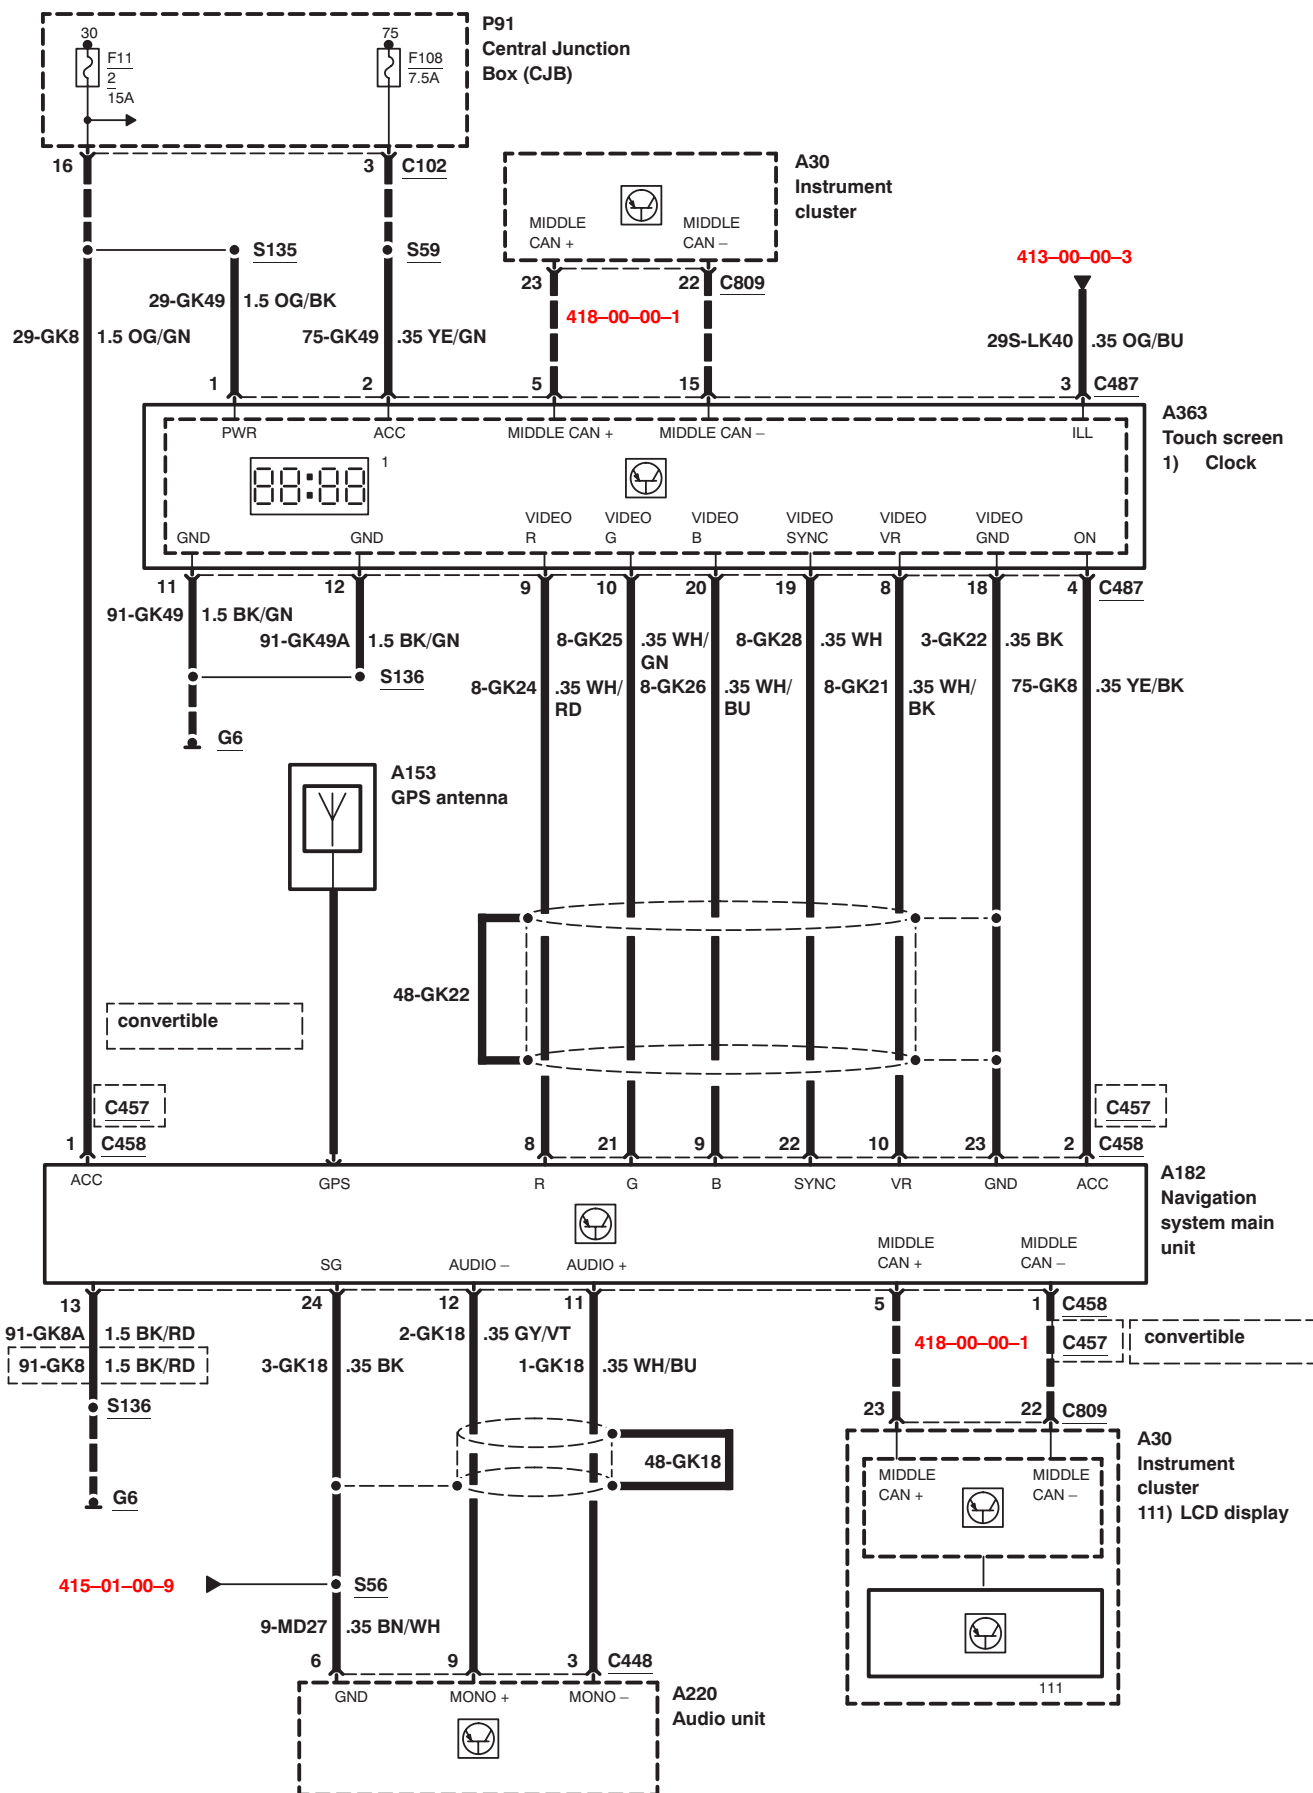 30
75
P91
Central Junction
Box (CJB)
F11
2
15A
F108
7.5A
16
3
C102
A30
Instrument
cluster
MIDDLE
CAN +
MIDDLE
CAN –
S135
S59
413–00–00–3
23
22
C809
29-GK49
1.5 OG/BK
418–00–00–1
29-GK8
1.5 OG/GN
75-GK49
.35 YE/GN
29S-LK40
.35 OG/BU
1
2
5
15
3
C487
A363
Touch screen
1) Clock
PWR
ACC
MIDDLE CAN +
MIDDLE CAN –
ILL
1
88:88
GND
GND
VIDEO
R
VIDEO
G
VIDEO
B
VIDEO
SYNC
VIDEO
VR
VIDEO
GND
ON
11
12
9
10
20
19
8
18
4
C487
91-GK49
1.5 BK/GN
91-GK49A
1.5 BK/GN
8-GK25
.35 WH/
GN
8-GK28
.35 WH
3-GK22
.35 BK
S136
8-GK24
.35 WH/
RD
8-GK26
.35 WH/
BU
8-GK21
.35 WH/
BK
75-GK8
.35 YE/BK
G6
A153
GPS antenna
48-GK22
convertible
C457
C457
1
C458
8
21
9
22
10
23
2
C458
A182
Navigation
system main
unit
ACC
GPS
R
G
B
SYNC
VR
GND
ACC
SG
AUDIO –
AUDIO +
MIDDLE
CAN +
MIDDLE
CAN –
13
24
12
11
5
1
C458
91-GK8A
1.5 BK/RD
2-GK18
.35 GY/VT
418–00–00–1
C457
convertible
91-GK8
1.5 BK/RD
3-GK18
.35 BK
1-GK18
.35 WH/BU
S136
23
22
C809
A30
Instrument
cluster
111) LCD display
48-GK18
MIDDLE
CAN +
MIDDLE
CAN –
G6
415–01–00–9
S56
9-MD27
.35 BN/WH
6
9
3
C448
GND
MONO +
MONO –
A220
Audio unit
111